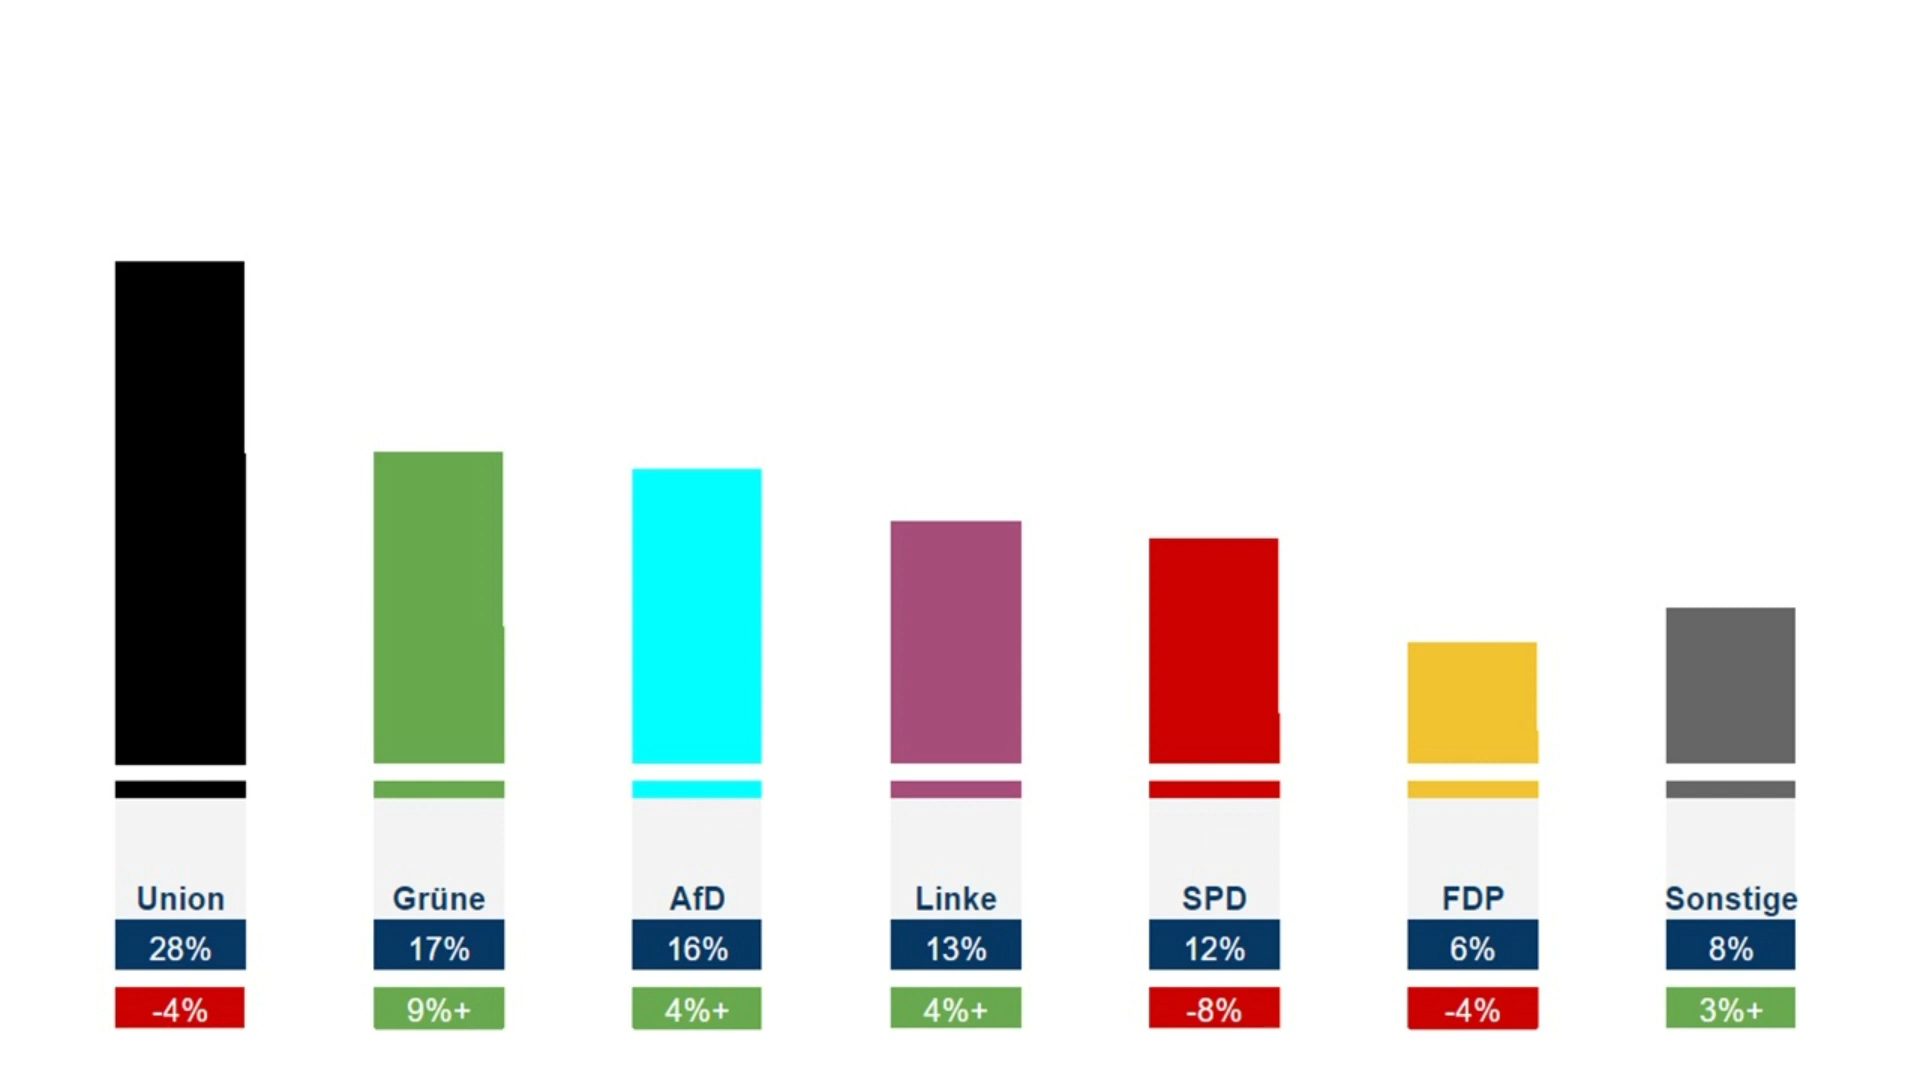 Union Grüne AfD Linke SPD FDP Sonstige
28% 17% 16% 13% 12% 6% 8%
-4% 9%+ 4%+ 4%+ -8% -4% 3%+